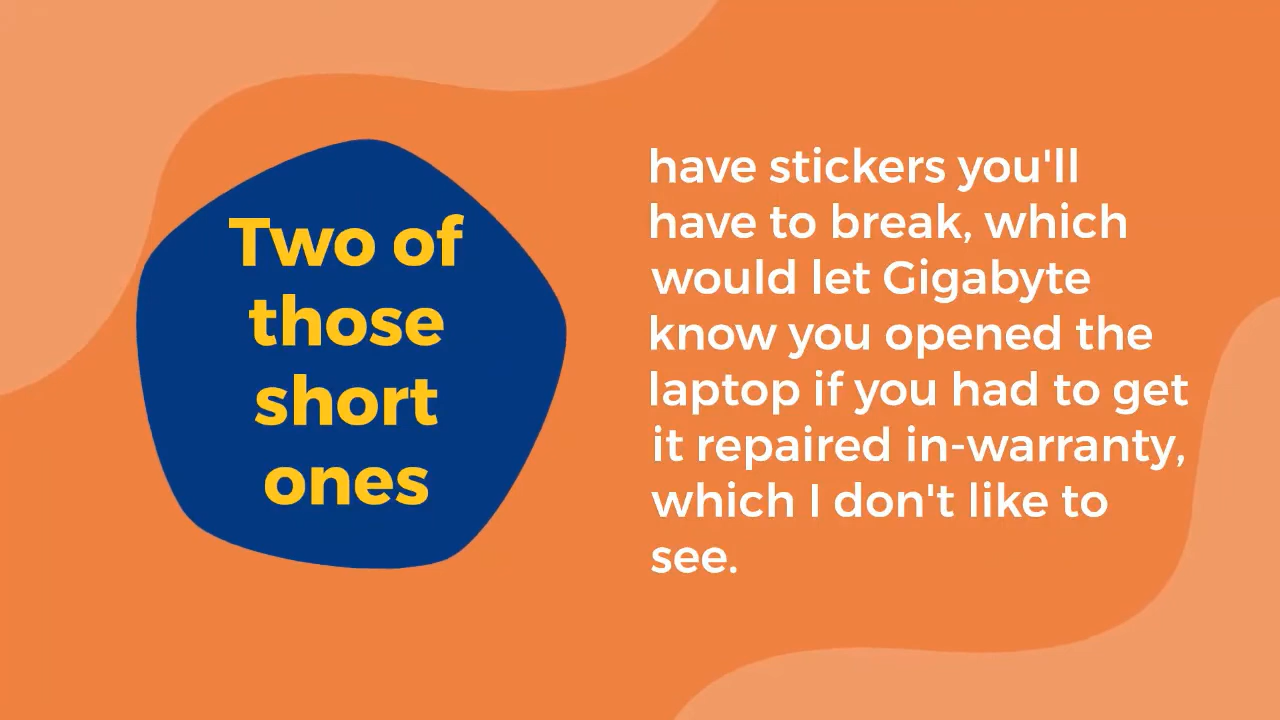 Two of
those
short
ones
have stickers you'll
have to break, which
would let Gigabyte
know you opened the
laptop if you had to get
it repaired in-warranty,
which I don't like to
see.